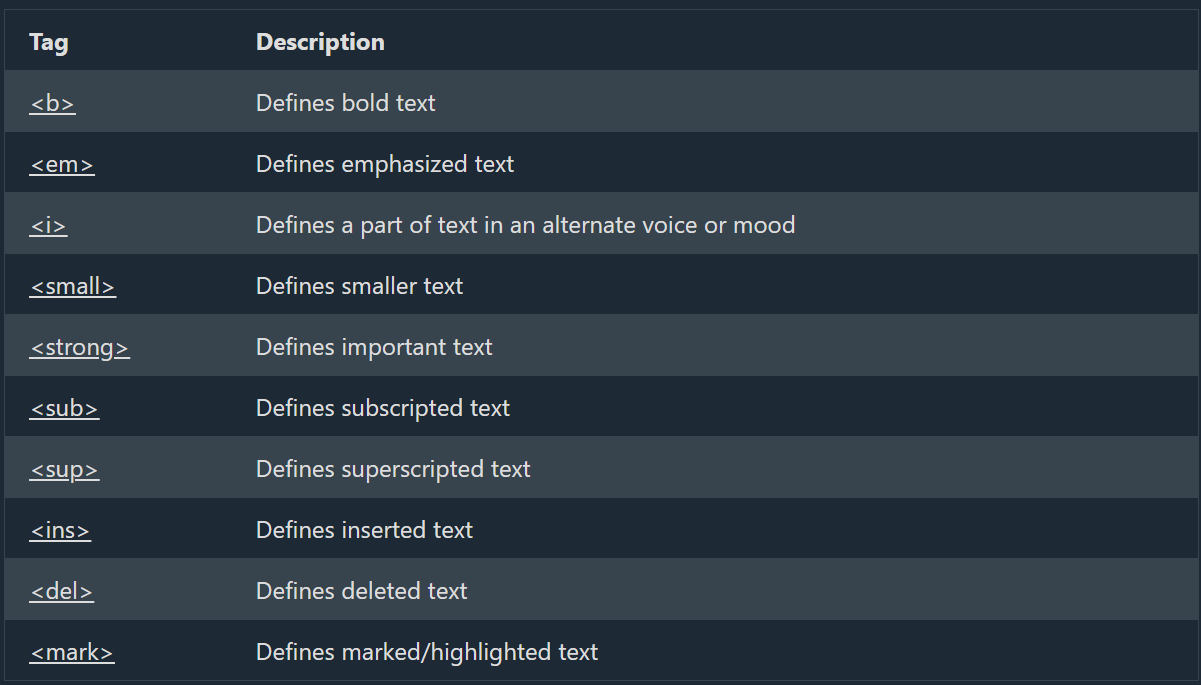 Tag Description
<b> Defines bold text
<em> Defines emphasized text
<i> Defines a part of text in an alternate voice or mood
<small> Defines smaller text
<strong> Defines important text
<sub> Defines subscripted text
<sup> Defines superscripted text
<ins> Defines inserted text
<del> Defines deleted text
<mark> Defines marked/highlighted text